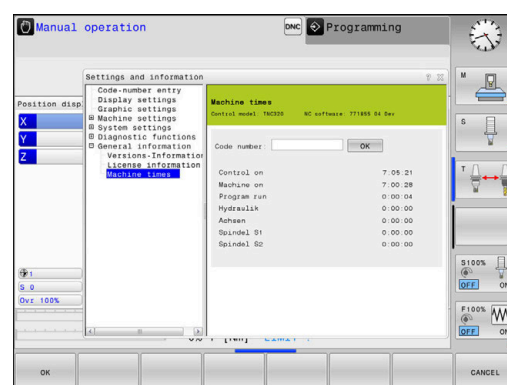 Manual operation
DNC
Programming
Settings and information
Position disp
X
Y
Z
1
S 0
Ovr 100%
Code-number entry
Display settings
Graphic settings
Machine settings
System settings
Diagnostic functions
General information
Versions-Information
License information
Machine times
Machine times
Control model: TNC320 NC software: 771855 04 Dev
Code number:
OK
Control on 7:05:21
Machine on 7:00:28
Program run 0:00:04
Hydraulik 0:00:00
Achsen 0:00:00
Spindel S1 0:00:00
Spindel S2 0:00:00
M
S
T
S100%
OFF ON
F100%
OFF ON
OK
CANCEL